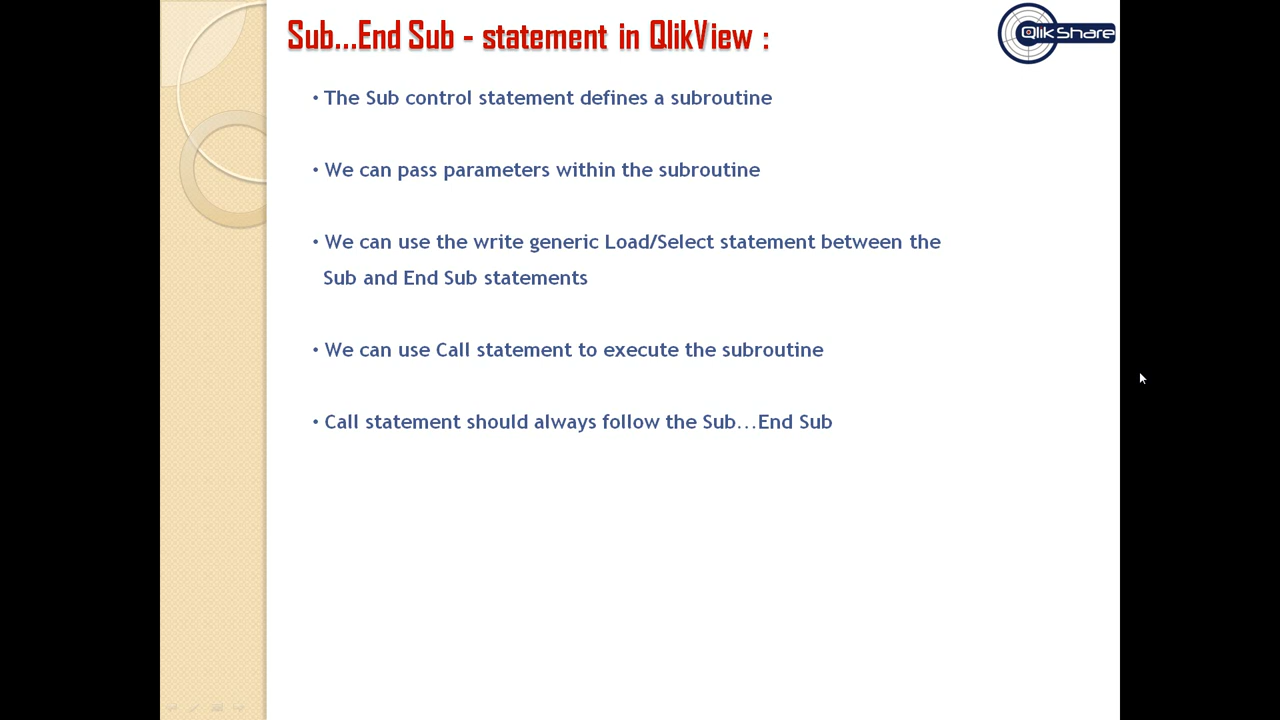 Sub...End Sub - statement in QlikView :
QlikShare
• The Sub control statement defines a subroutine
• We can pass parameters within the subroutine
• We can use the write generic Load/Select statement between the
Sub and End Sub statements
• We can use Call statement to execute the subroutine
• Call statement should always follow the Sub...End Sub